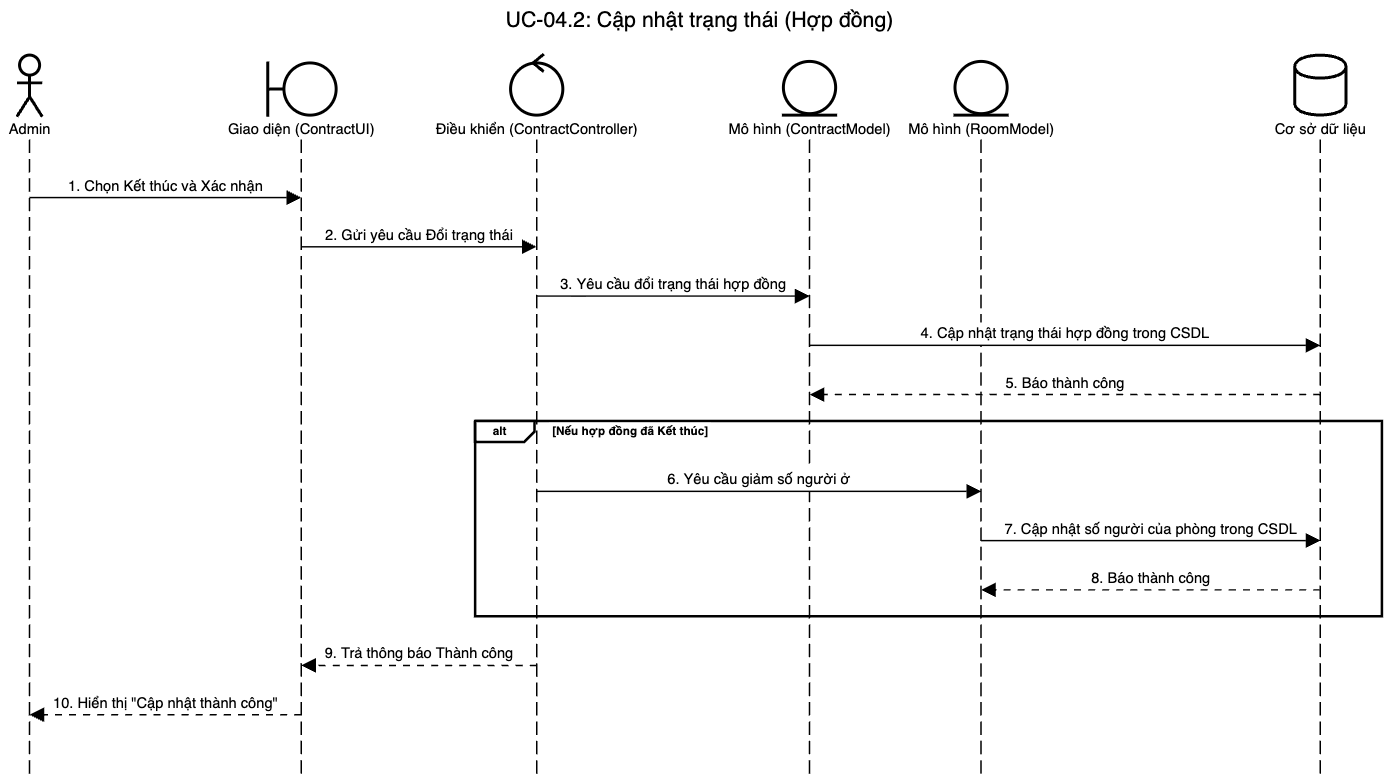 UC-04.2: Cập nhật trạng thái (Hợp đồng)
Admin
Giao diện (ContractUI)
Điều khiển (ContractController)
Mô hình (ContractModel)
Mô hình (RoomModel)
Cơ sở dữ liệu
1. Chọn Kết thúc và Xác nhận
2. Gửi yêu cầu Đổi trạng thái
3. Yêu cầu đổi trạng thái hợp đồng
4. Cập nhật trạng thái hợp đồng trong CSDL
5. Báo thành công
alt
[Nếu hợp đồng đã Kết thúc]
6. Yêu cầu giảm số người ở
7. Cập nhật số người của phòng trong CSDL
8. Báo thành công
9. Trả thông báo Thành công
10. Hiển thị "Cập nhật thành công"